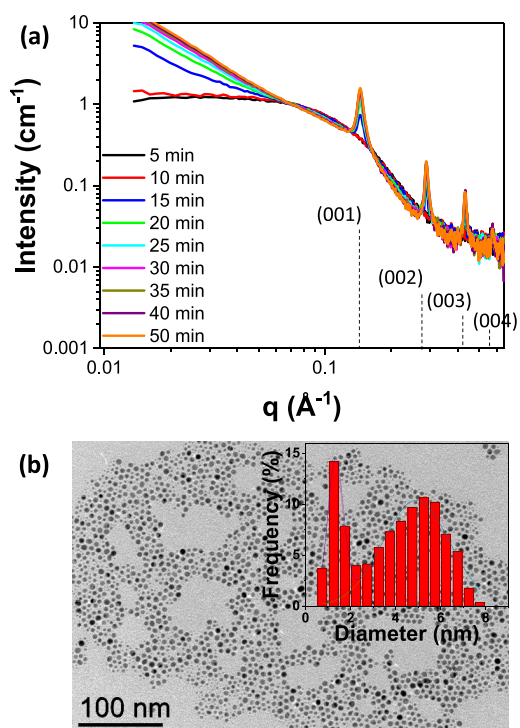 (a)
10
1
0.1
0.01
0.001
Intensity (cm⁻¹)
5 min
10 min
15 min
20 min
25 min
30 min
35 min
40 min
50 min
(001)
(002)
(003)
(004)
0.01
0.1
q (Å⁻¹)
(b)
15
10
5
0
Frequency (%)
0
2
4
6
8
Diameter (nm)
100 nm